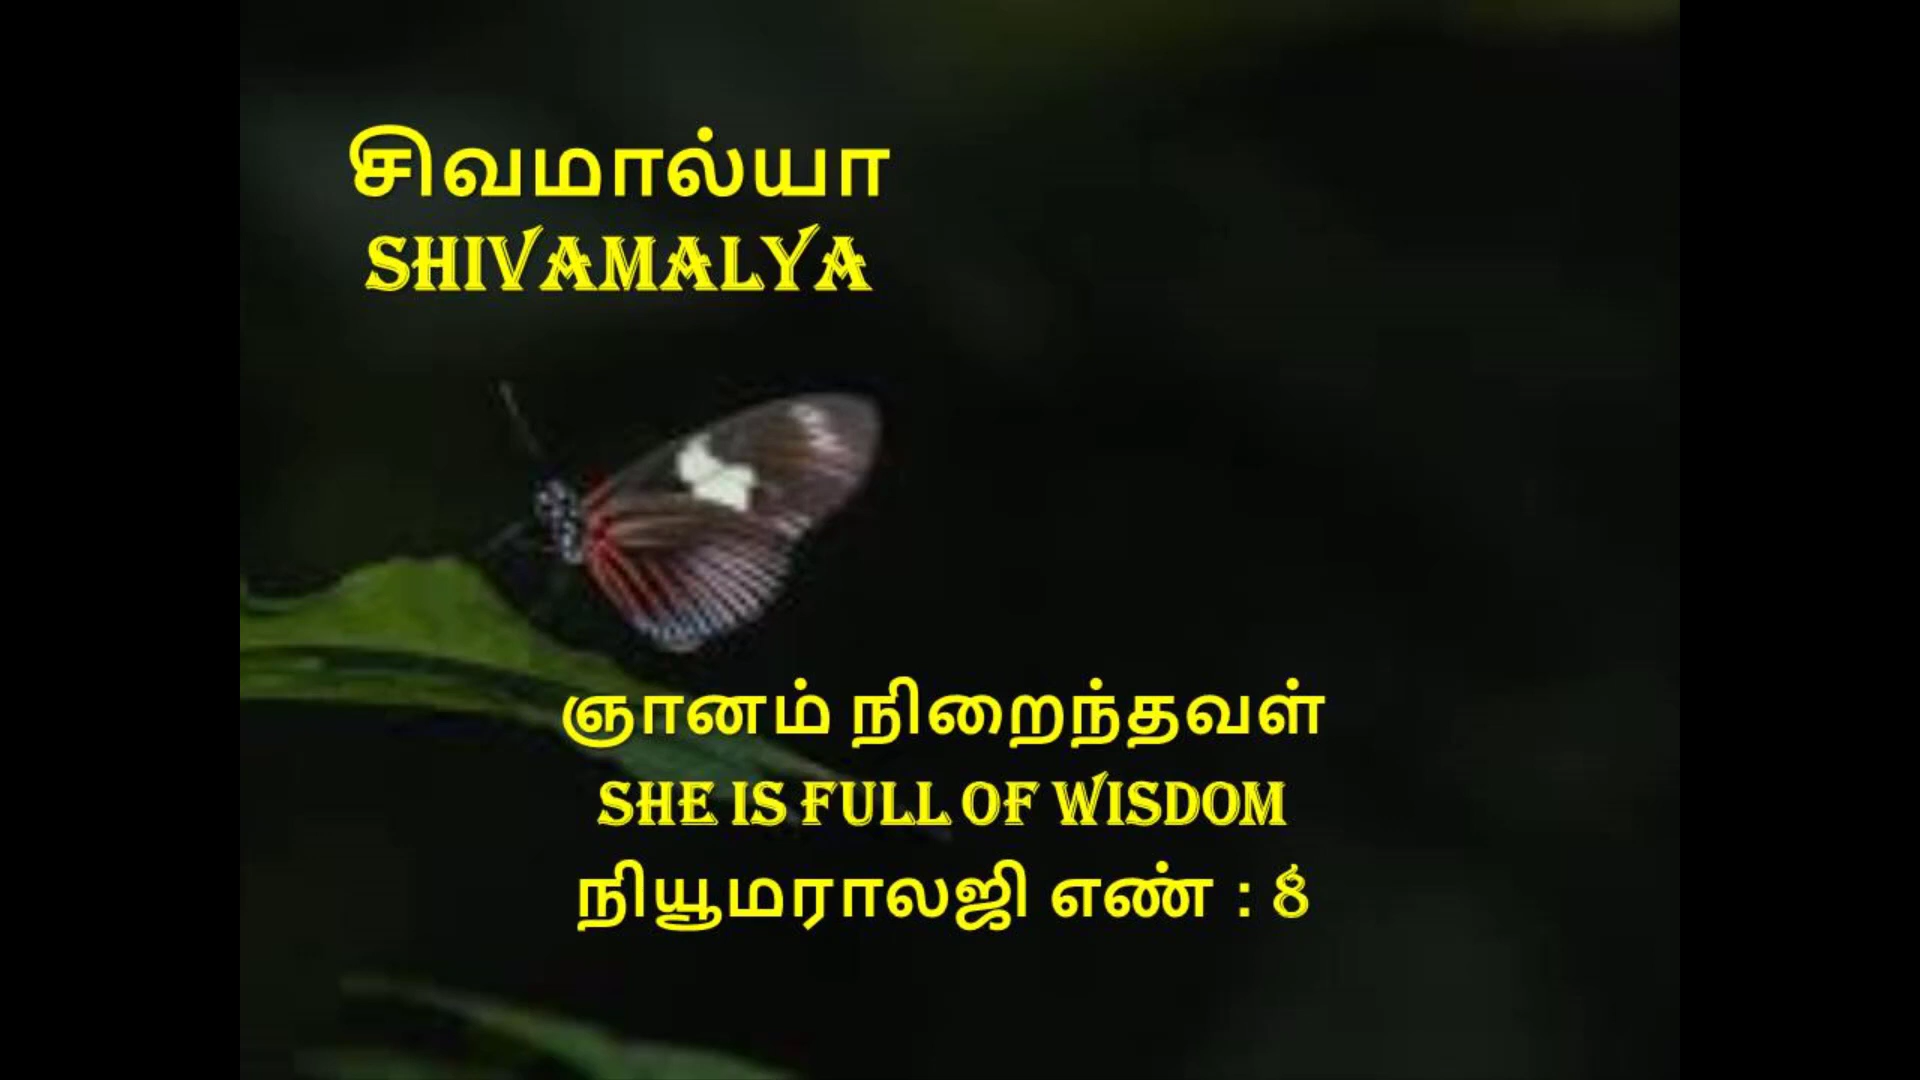 சிவமால்யா
SHIVAMALYA
ஞானம் நிறைந்தவள்
SHE IS FULL OF WISDOM
நியூமராலஜி எண் : 8